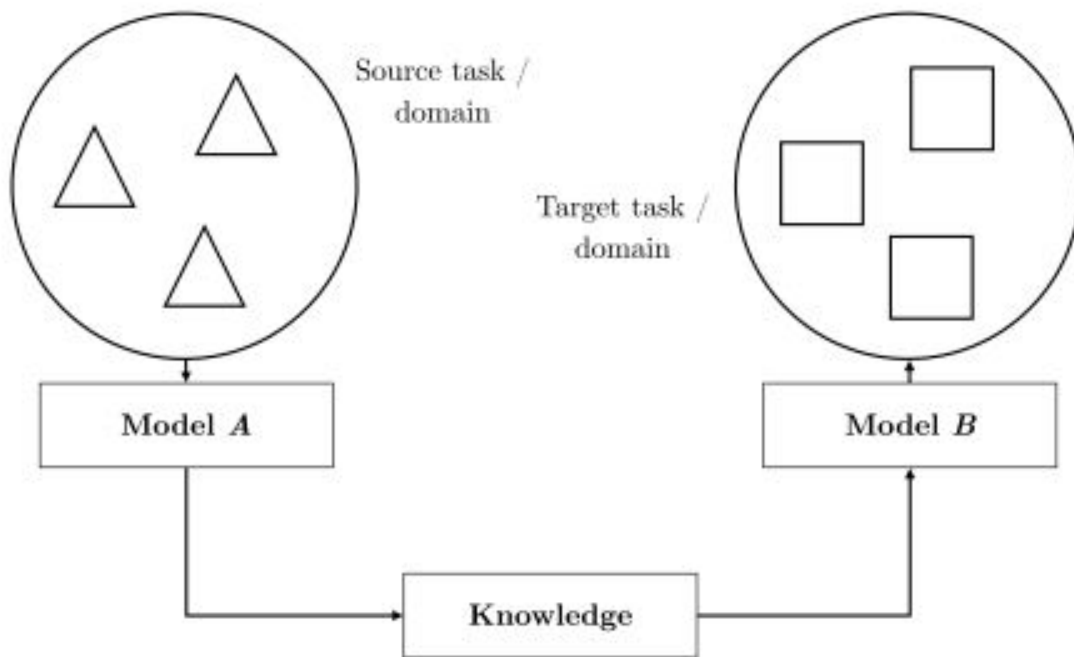 Source task /
domain
Target task /
domain
Model A
Model B
Knowledge